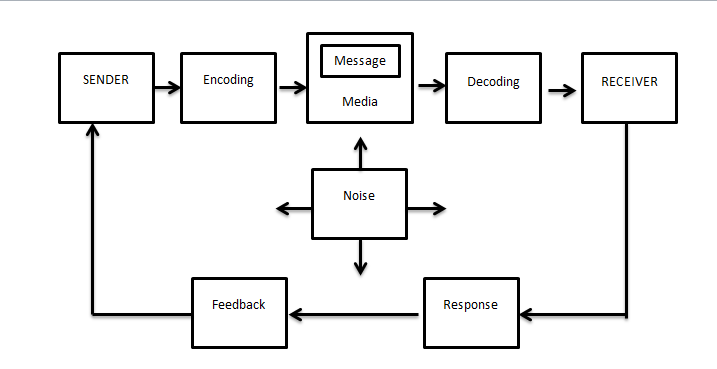 SENDER
Encoding
Message
Media
Decoding
RECEIVER
Noise
Feedback
Response